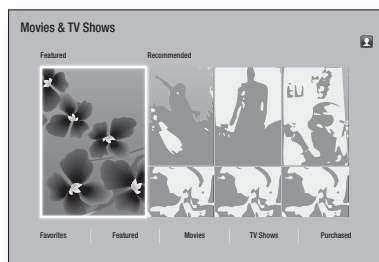 Movies & TV Shows
Featured Recommended
Favorites Featured Movies TV Shows Purchased